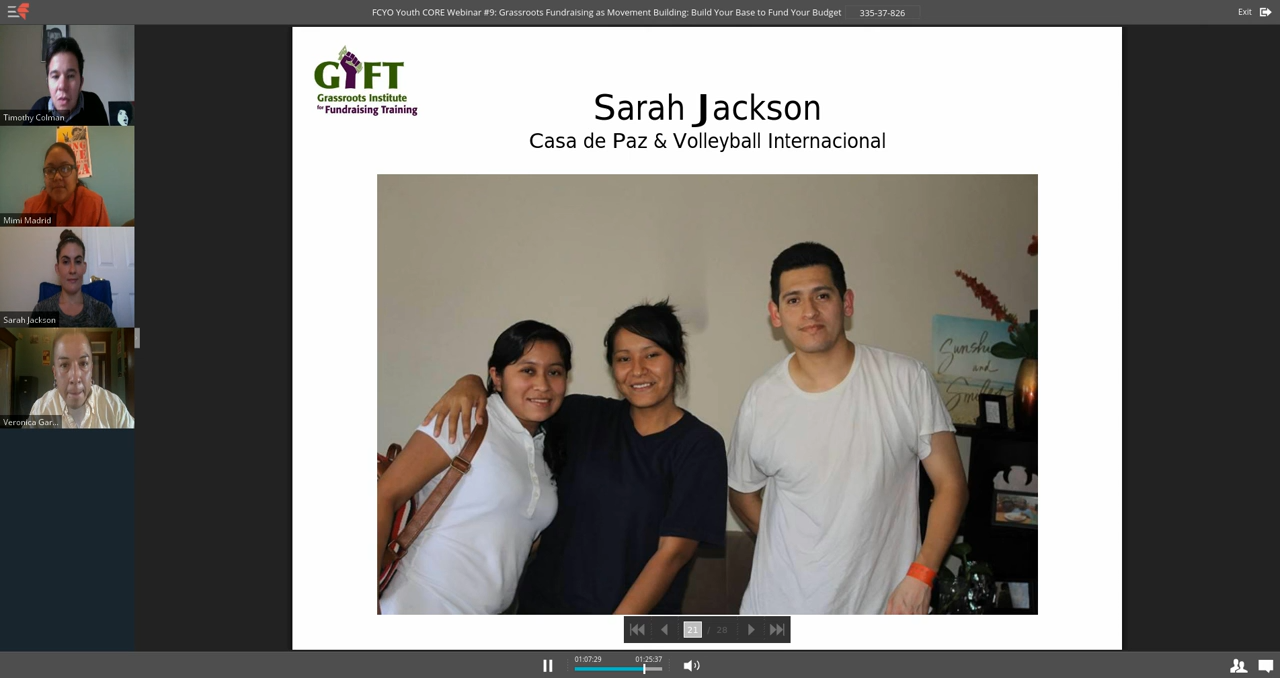 FCYO Youth CORE Webinar #9: Grassroots Fundraising as Movement Building: Build Your Base to Fund Your Budget
335-37-826
Exit
Timothy Colman
Mimi Madrid
Sarah Jackson
Veronica Gar...
GIFT
Grassroots Institute
for Fundraising Training
Sarah Jackson
Casa de Paz & Volleyball Internacional
Sunshine
and
21 / 28
01:07:29
01:25:37